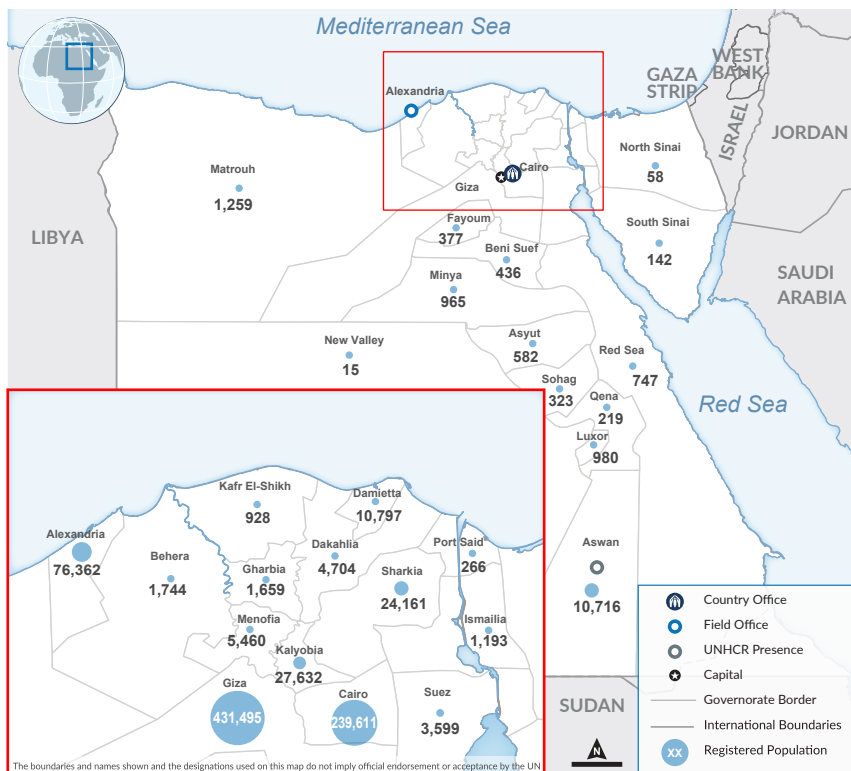 Mediterranean Sea
WEST
BANK
GAZA
STRIP
ISRAEL
JORDAN
Alexandria
Cairo
Giza
North Sinai
58
Matrouh
1,259
LIBYA
Fayoum
377
Beni Suef
436
South Sinai
142
SAUDI
ARABIA
Minya
965
New Valley
15
Asyut
582
Red Sea
747
Sohag
323
Qena
219
Luxor
980
Red Sea
Aswan
10,716
Kafr El-Shikh
928
Damietta
10,797
Alexandria
76,362
Behera
1,744
Gharbia
1,659
Dakahlia
4,704
Port Said
266
Sharkia
24,161
Menofia
5,460
Ismailia
1,193
Kalyobia
27,632
Giza
431,495
Cairo
239,611
Suez
3,599
SUDAN
N
Country Office
Field Office
UNHCR Presence
Capital
Governorate Border
International Boundaries
XX
Registered Population
The boundaries and names shown and the designations used on this map do not imply official endorsement or acceptance by the UN